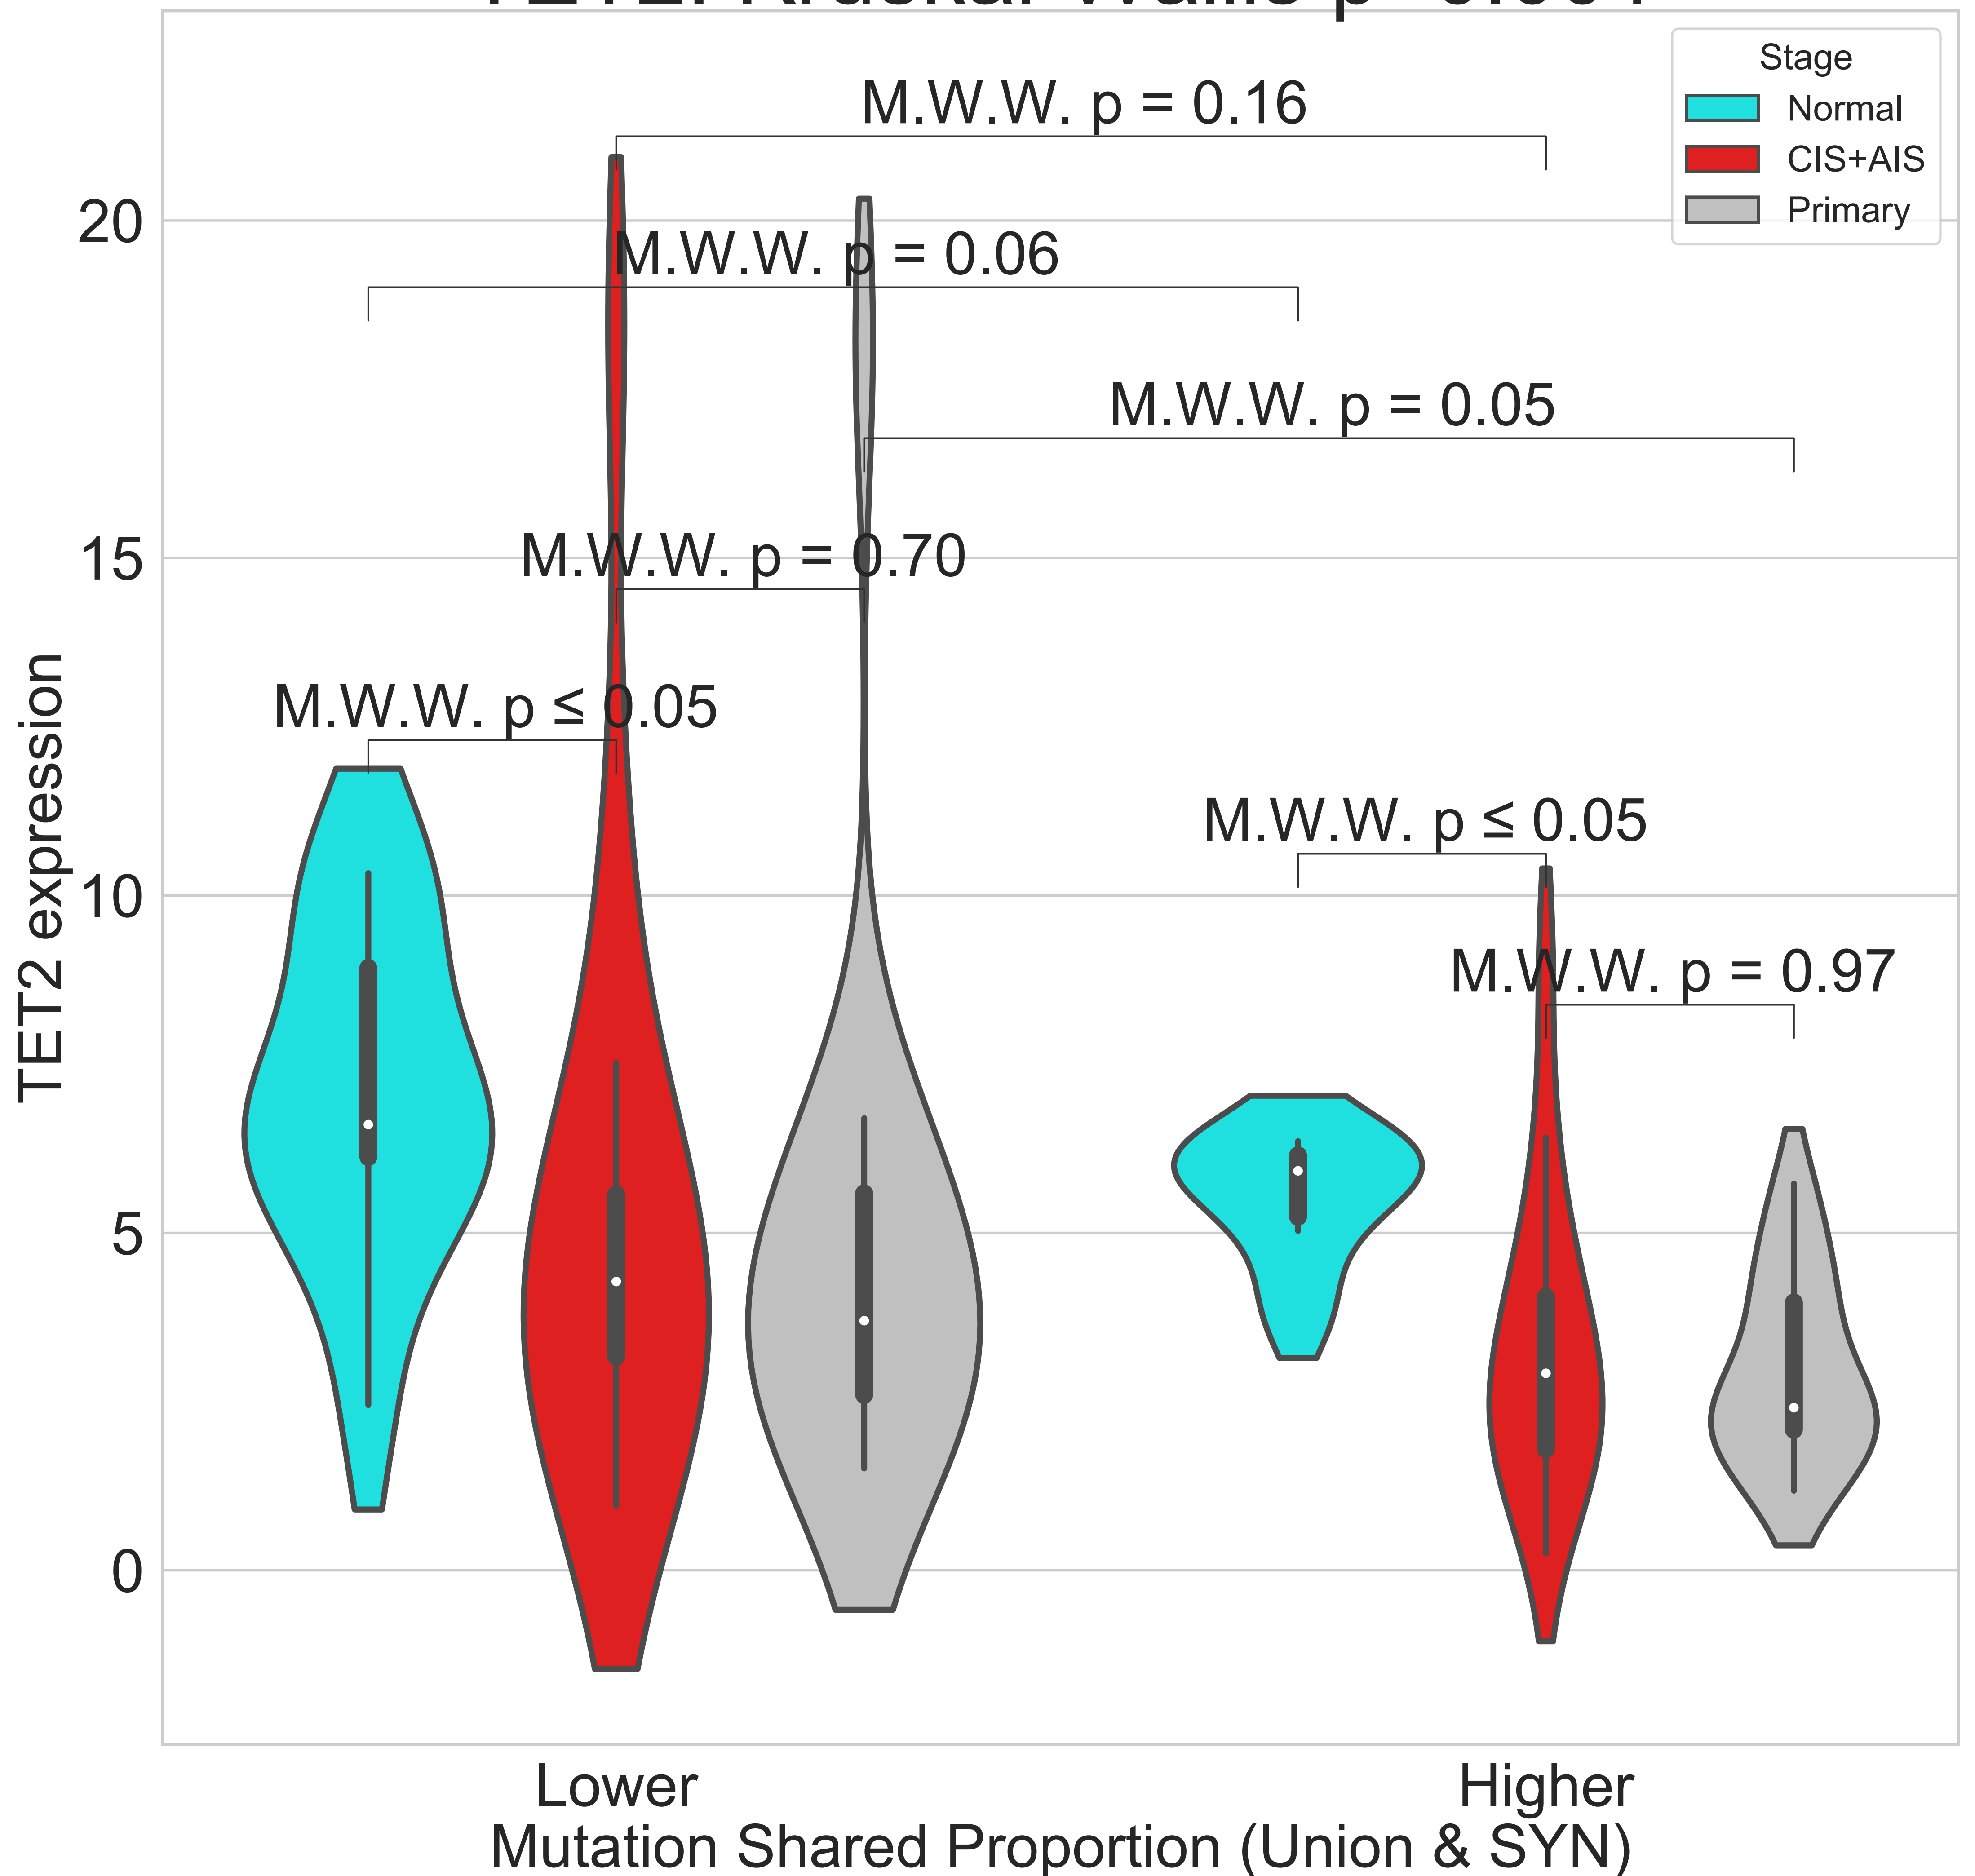 Stage
Normal
CIS+AIS
Primary
M.W.W. p = 0.16
M.W.W. p = 0.06
M.W.W. p = 0.05
M.W.W. p = 0.70
M.W.W. p ≤ 0.05
M.W.W. p ≤ 0.05
M.W.W. p = 0.97
TET2 expression
20
15
10
5
0
Lower
Higher
Mutation Shared Proportion (Union & SYN)